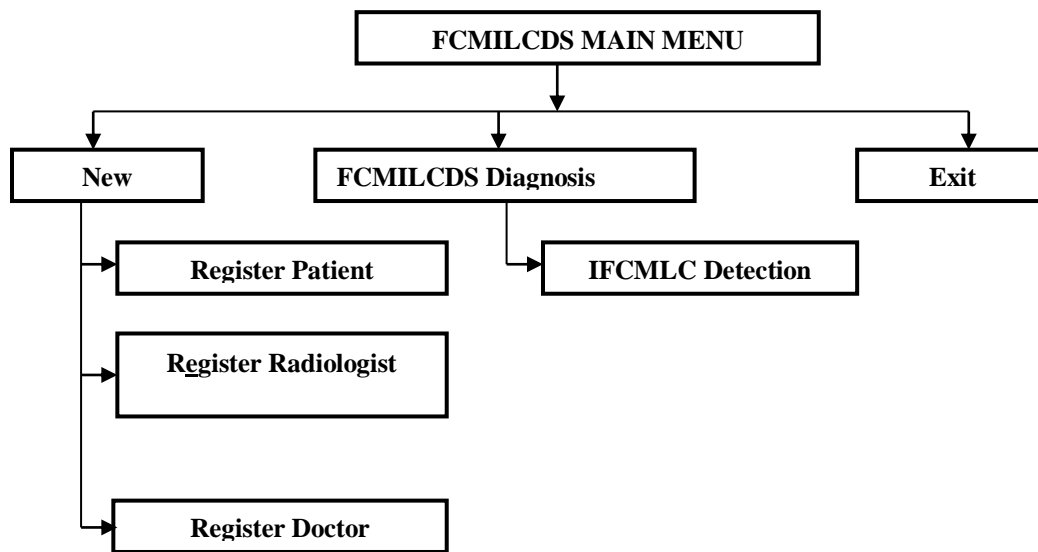 FCMILCDS MAIN MENU
New
FCMILCDS Diagnosis
Exit
Register Patient
IFCMLC Detection
Register Radiologist
Register Doctor